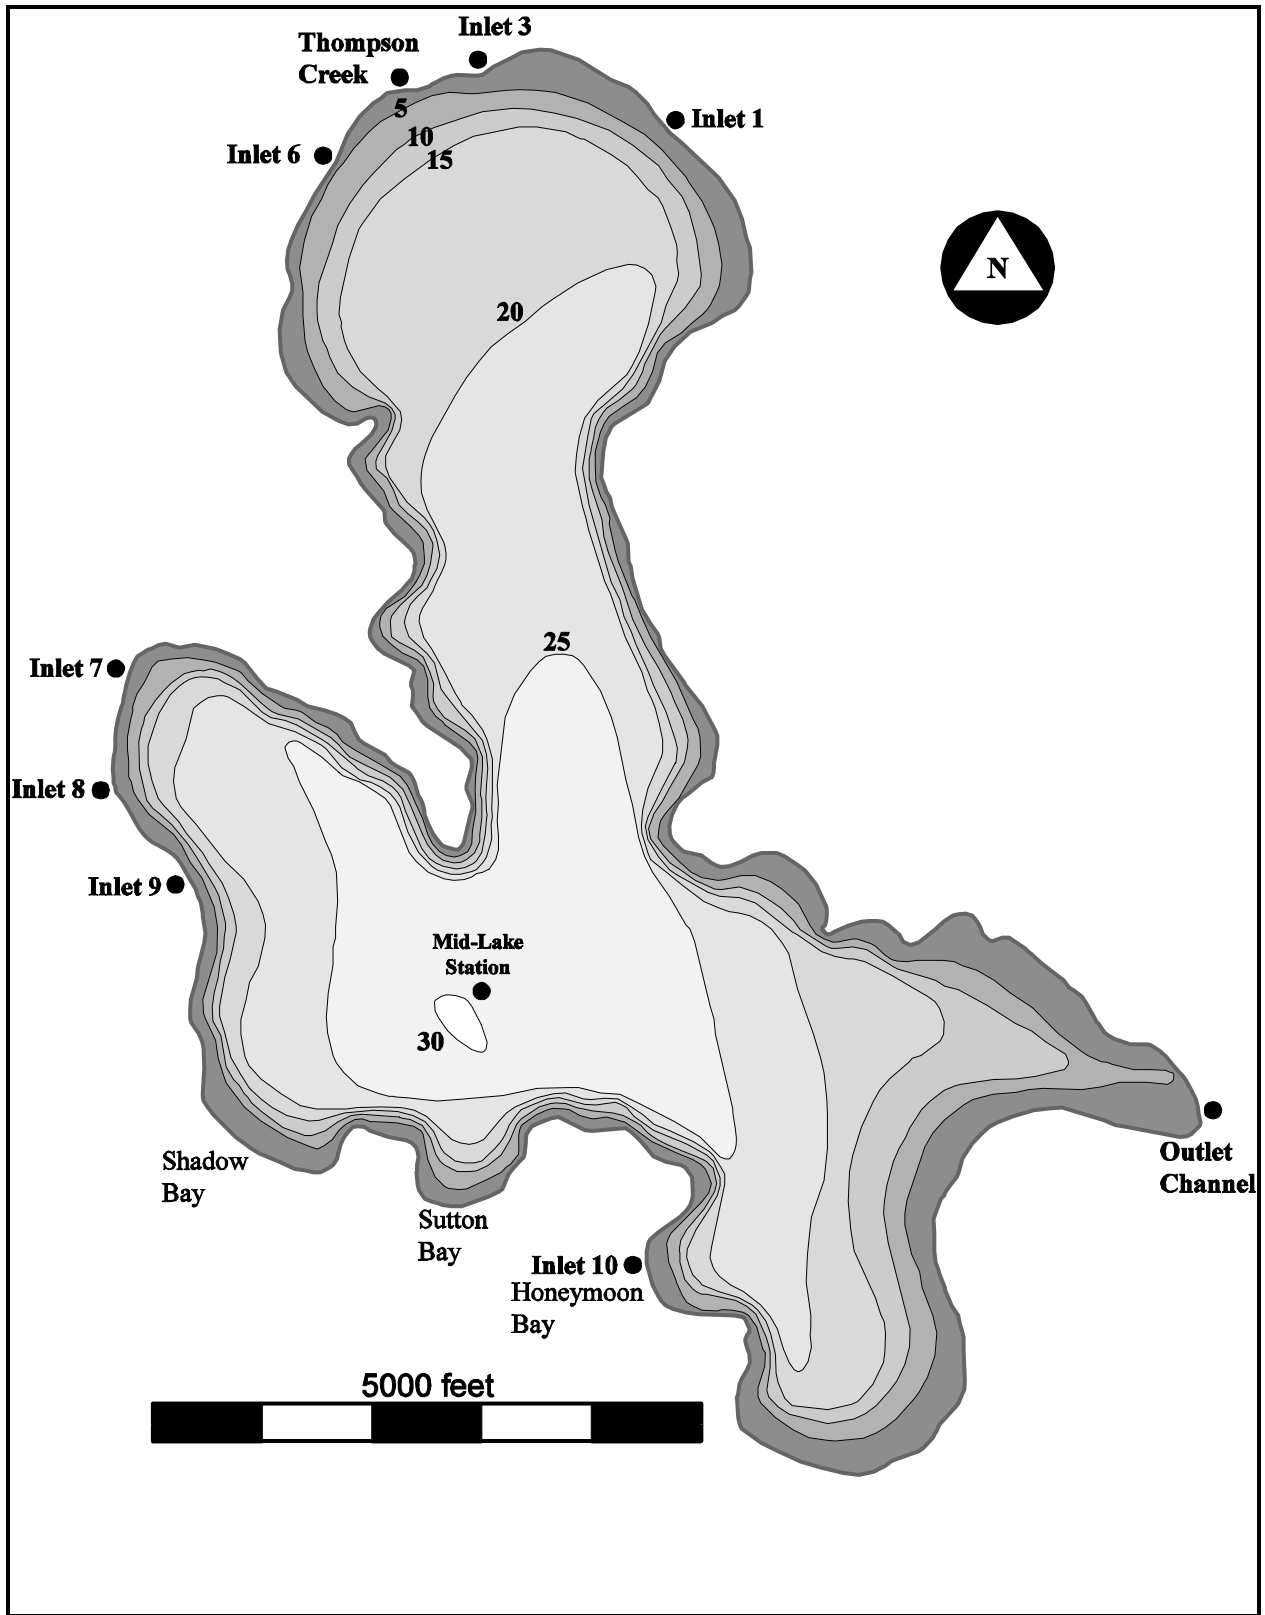 Inlet 3
Thompson
Creek
5
Inlet 1
10
Inlet 6
15
N
20
25
Inlet 7
Inlet 8
Inlet 9
Mid-Lake
Station
30
Outlet
Channel
Shadow
Bay
Sutton
Bay
Inlet 10
Honeymoon
Bay
5000 feet